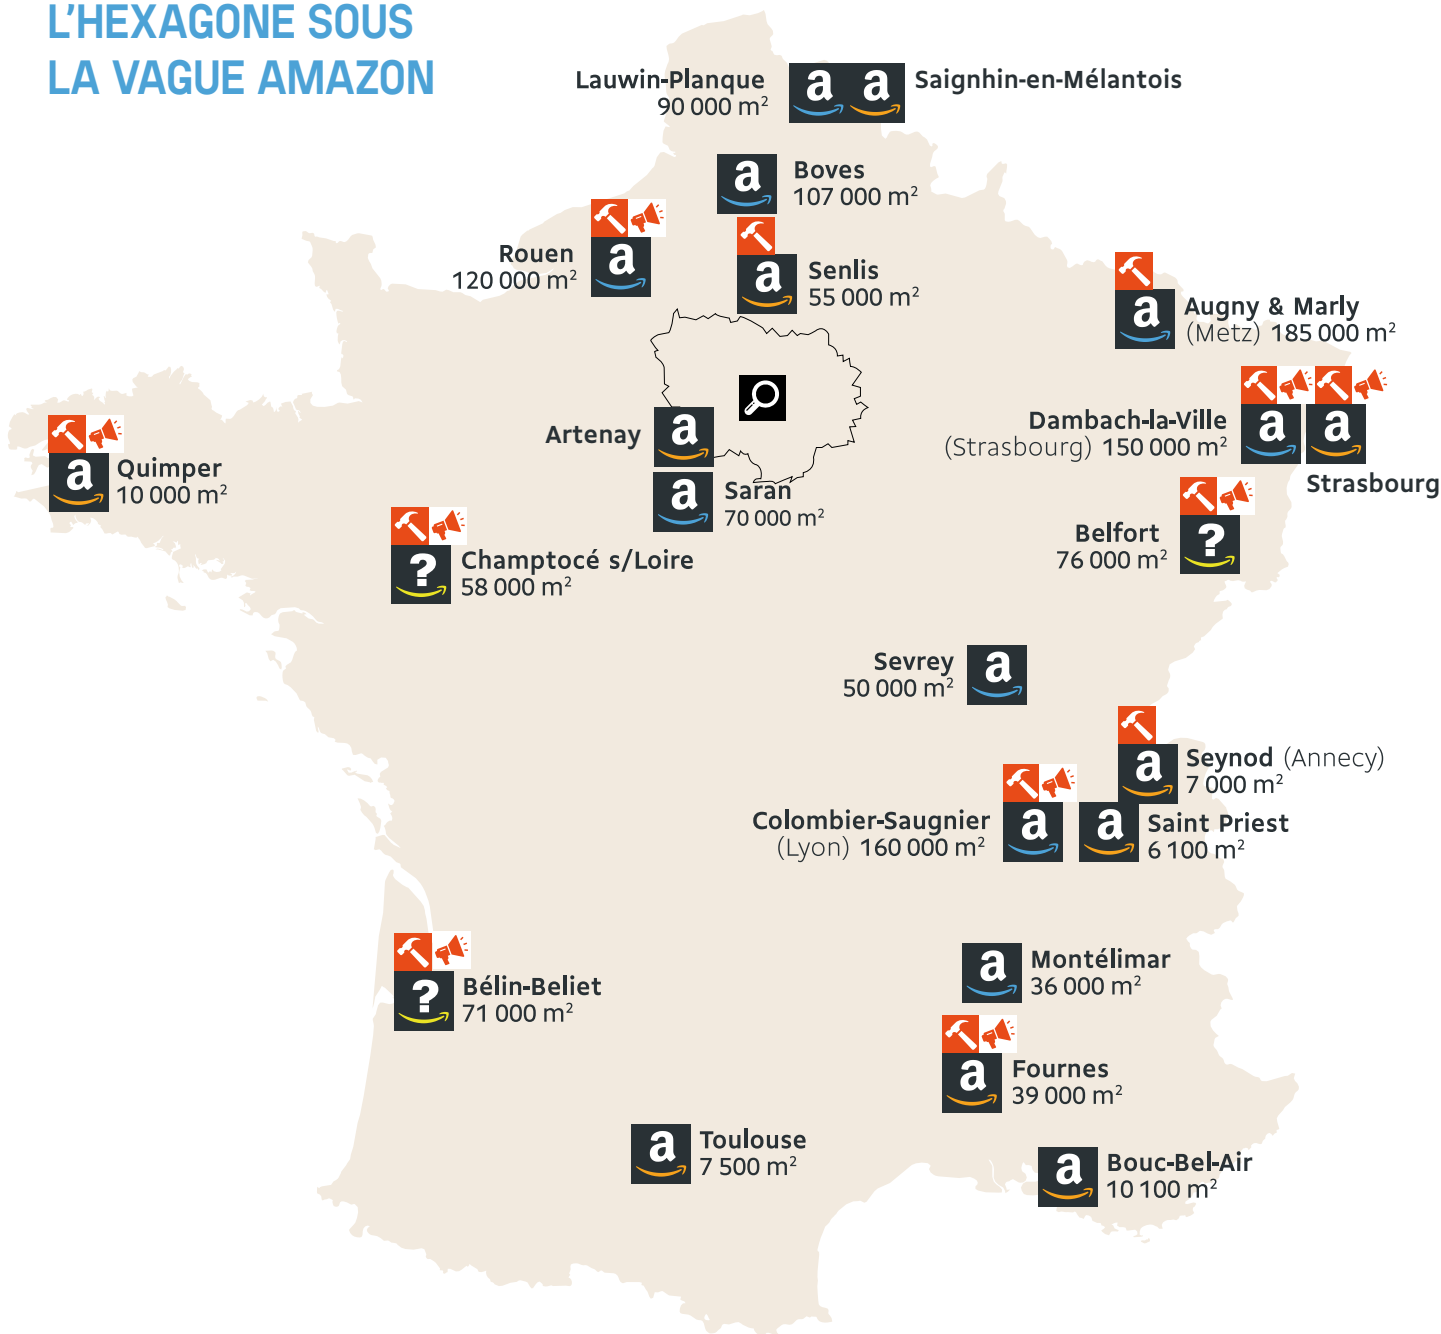 L'HEXAGONE SOUS
LA VAGUE AMAZON
Lauwin-Planque
90 000 m²
a
a
Saignhin-en-Mélantois
a
Boves
107 000 m²
Rouen
120 000 m²
a
a
Senlis
55 000 m²
a
Augny & Marly
(Metz) 185 000 m²
Dambach-la-Ville
(Strasbourg) 150 000 m²
a
a
Strasbourg
Artenay
a
a
Saran
70 000 m²
a
Quimper
10 000 m²
?
Champtocé s/Loire
58 000 m²
Belfort
76 000 m²
?
Sevrey
50 000 m²
a
a
Seynod (Annecy)
7 000 m²
Colombier-Saugnier
(Lyon) 160 000 m²
a
a
Saint Priest
6 100 m²
?
Bélin-Beliet
71 000 m²
a
Montélimar
36 000 m²
a
Fournes
39 000 m²
a
Toulouse
7 500 m²
a
Bouc-Bel-Air
10 100 m²